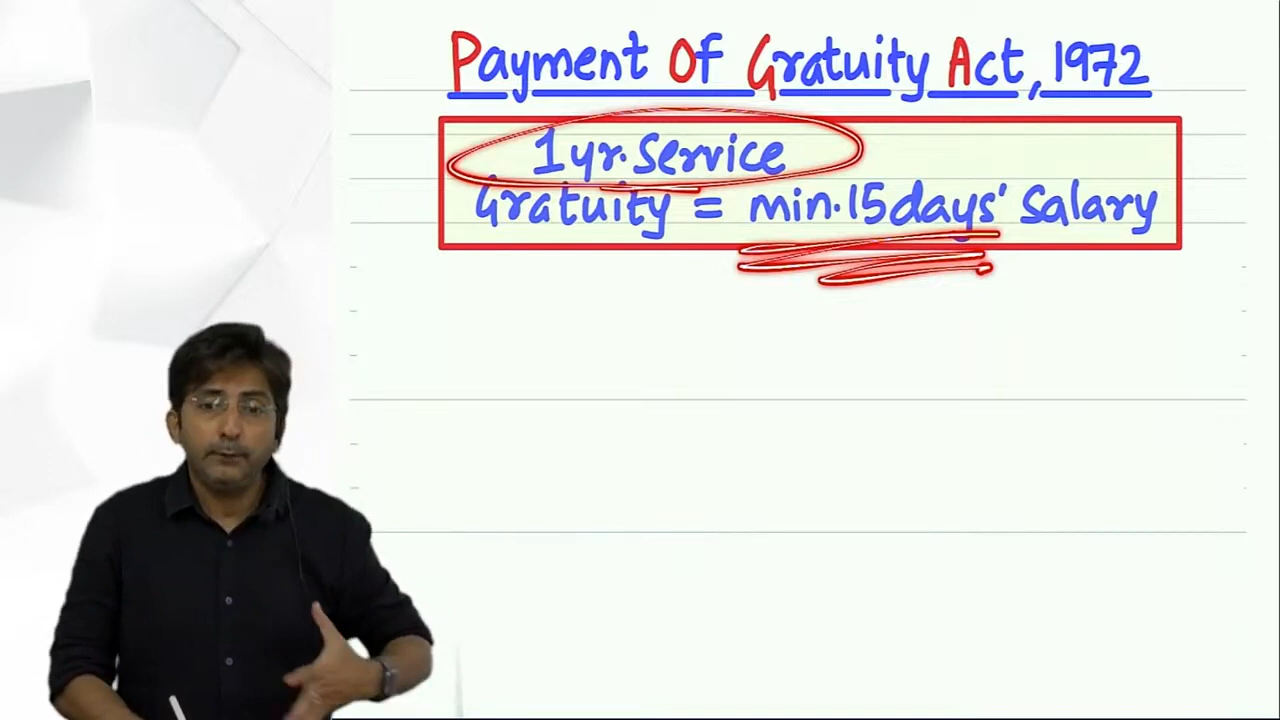 Payment Of Gratuity Act, 1972
1 yr. Service
Gratuity = min. 15 days' Salary